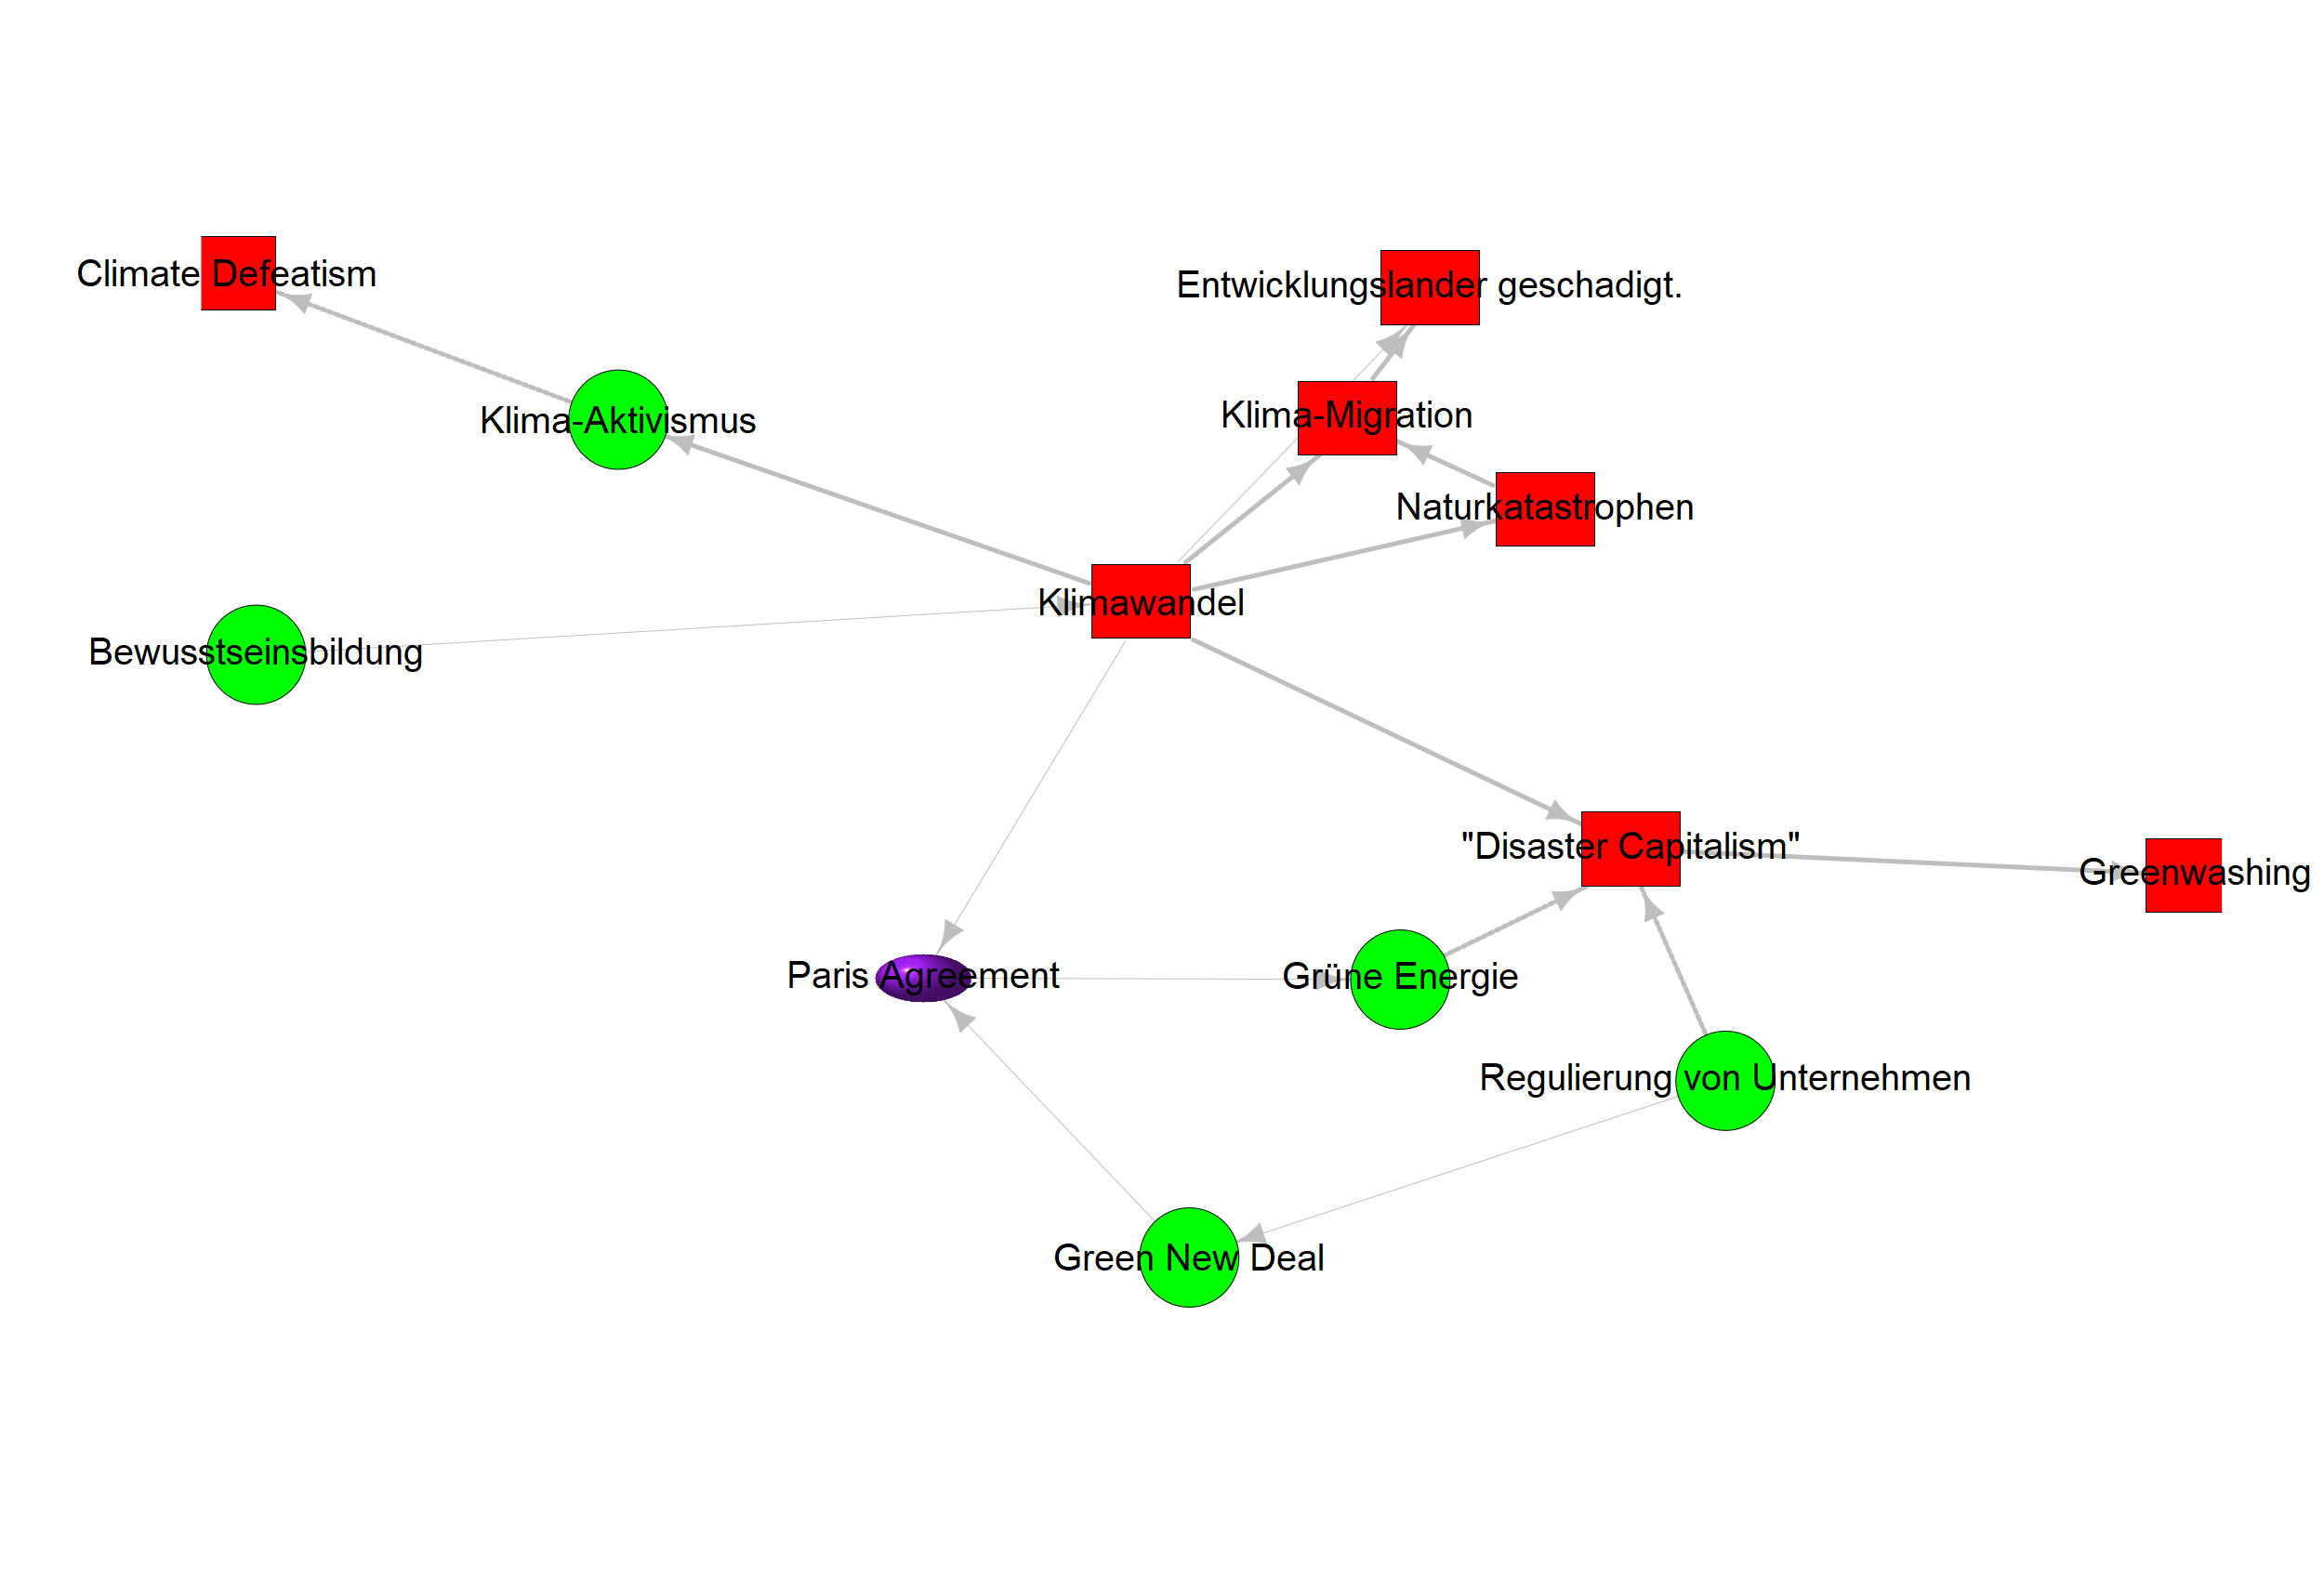 Climate Defeatism
Entwicklungslander geschadigt.
Klima-Migration
Klima-Aktivismus
Naturkatastrophen
Klimawandel
Bewusstseinsbildung
"Disaster Capitalism"
Greenwashing
Paris Agreement
Grüne Energie
Regulierung von Unternehmen
Green New Deal